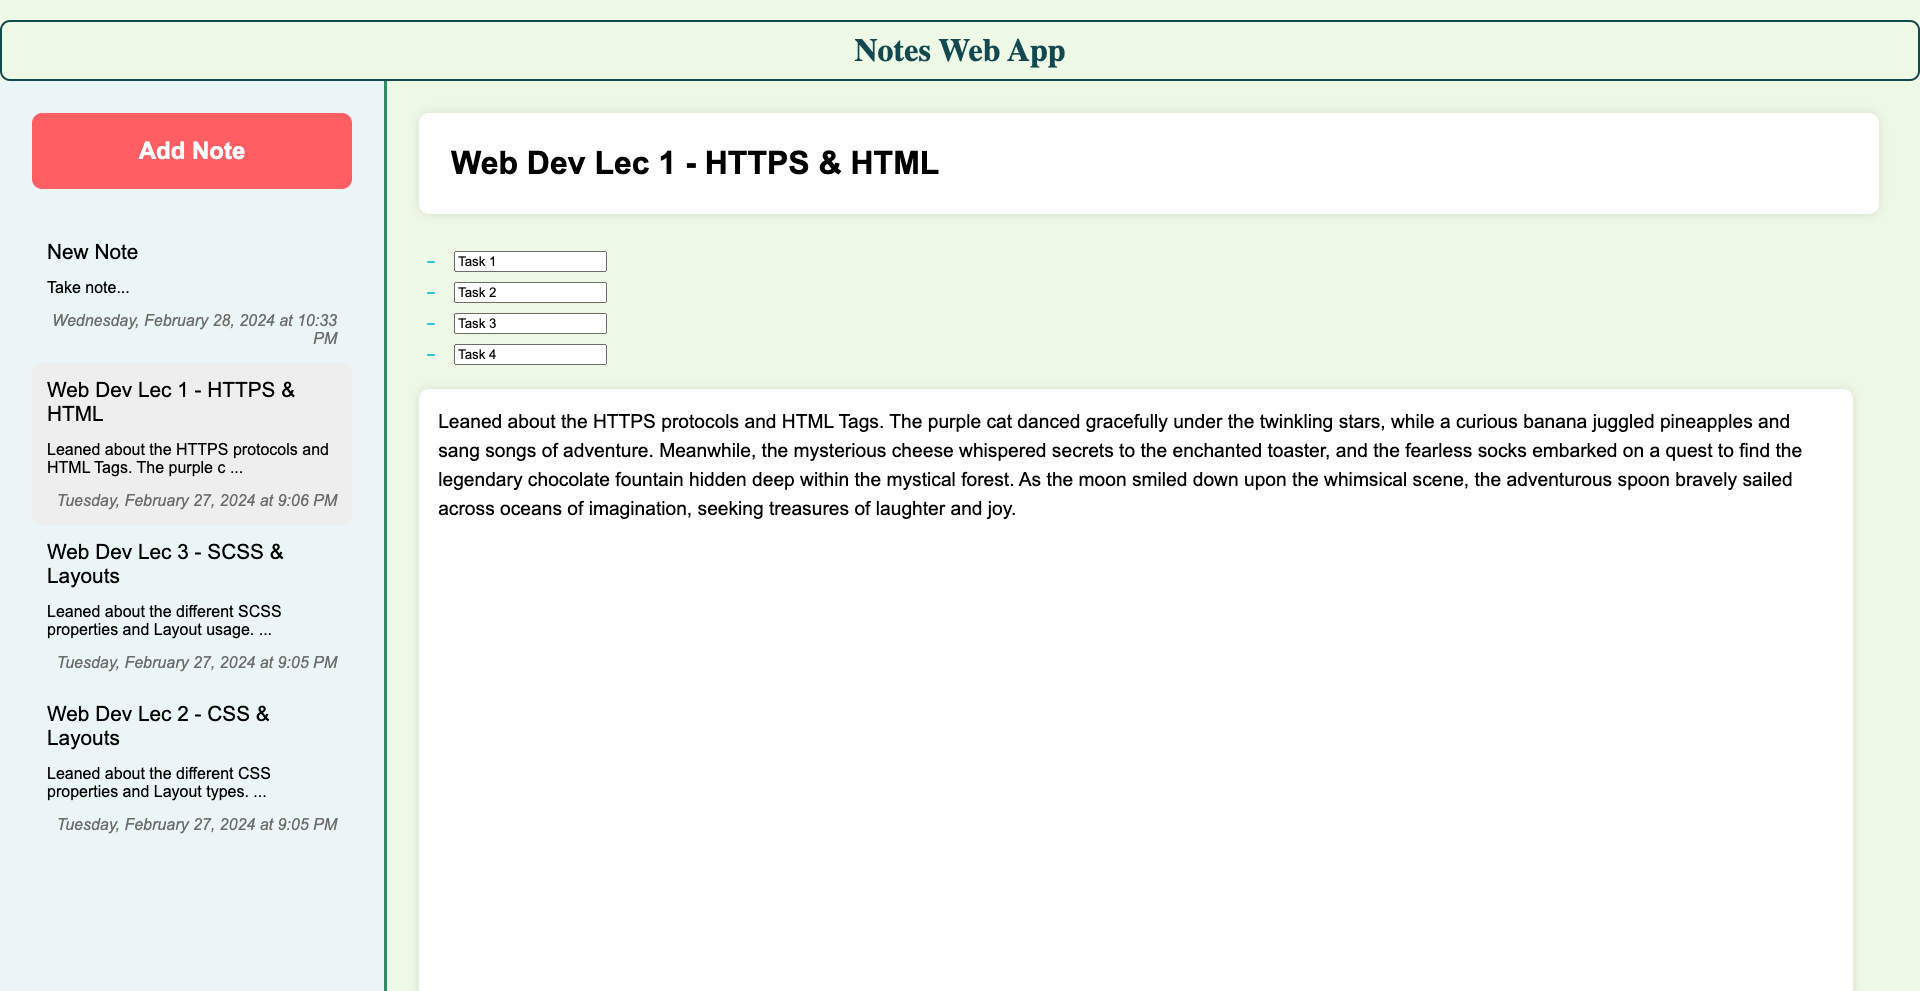 Notes Web App
Add Note
New Note
Take note...
Wednesday, February 28, 2024 at 10:33
PM
Web Dev Lec 1 - HTTPS &
HTML
Leaned about the HTTPS protocols and
HTML Tags. The purple c ...
Tuesday, February 27, 2024 at 9:06 PM
Web Dev Lec 3 - SCSS &
Layouts
Leaned about the different SCSS
properties and Layout usage. ...
Tuesday, February 27, 2024 at 9:05 PM
Web Dev Lec 2 - CSS &
Layouts
Leaned about the different CSS
properties and Layout types. ...
Tuesday, February 27, 2024 at 9:05 PM
Web Dev Lec 1 - HTTPS & HTML
– Task 1
– Task 2
– Task 3
– Task 4
Leaned about the HTTPS protocols and HTML Tags. The purple cat danced gracefully under the twinkling stars, while a curious banana juggled pineapples and
sang songs of adventure. Meanwhile, the mysterious cheese whispered secrets to the enchanted toaster, and the fearless socks embarked on a quest to find the
legendary chocolate fountain hidden deep within the mystical forest. As the moon smiled down upon the whimsical scene, the adventurous spoon bravely sailed
across oceans of imagination, seeking treasures of laughter and joy.